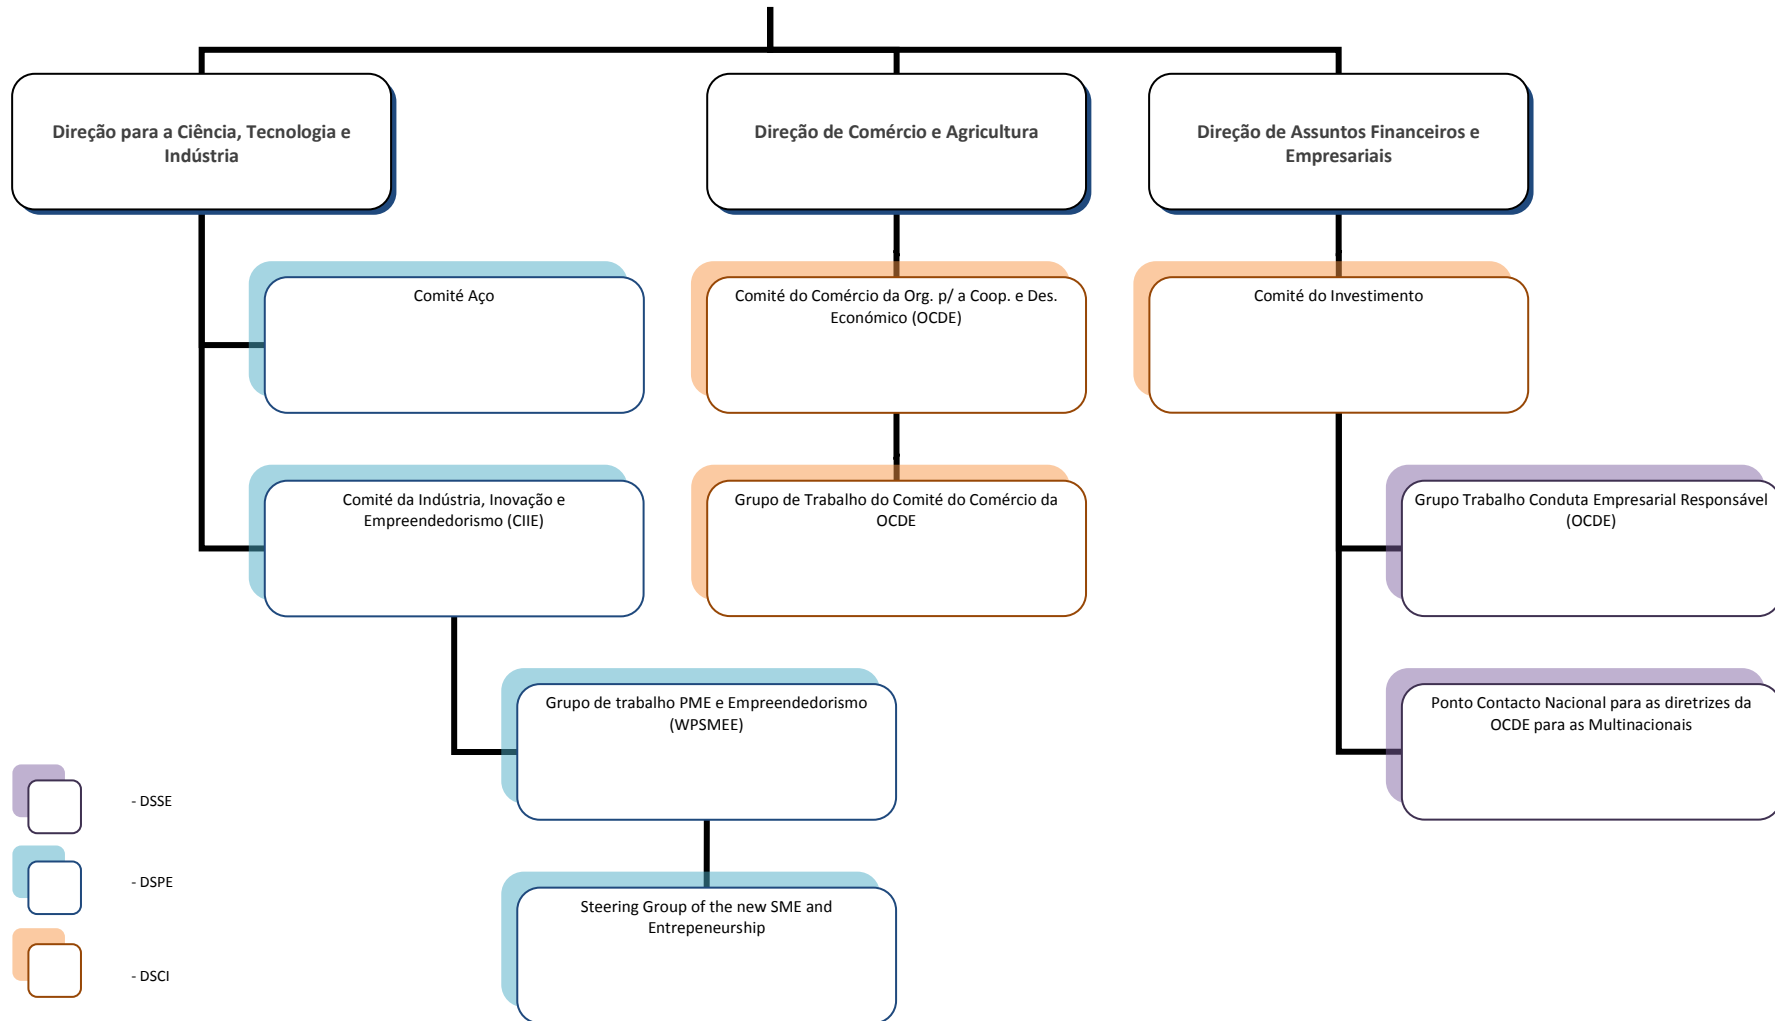 Direção para a Ciência, Tecnologia e
Indústria
Direção de Comércio e Agricultura
Direção de Assuntos Financeiros e
Empresariais
Comité Aço
Comité do Comércio da Org. p/ a Coop. e Des.
Económico (OCDE)
Comité do Investimento
Comité da Indústria, Inovação e
Empreendedorismo (CIIE)
Grupo de Trabalho do Comité do Comércio da
OCDE
Grupo Trabalho Conduta Empresarial Responsável
(OCDE)
Grupo de trabalho PME e Empreendedorismo
(WPSMEE)
Ponto Contacto Nacional para as diretrizes da
OCDE para as Multinacionais
Steering Group of the new SME and
Entrepeneurship
- DSSE
- DSPE
- DSCI